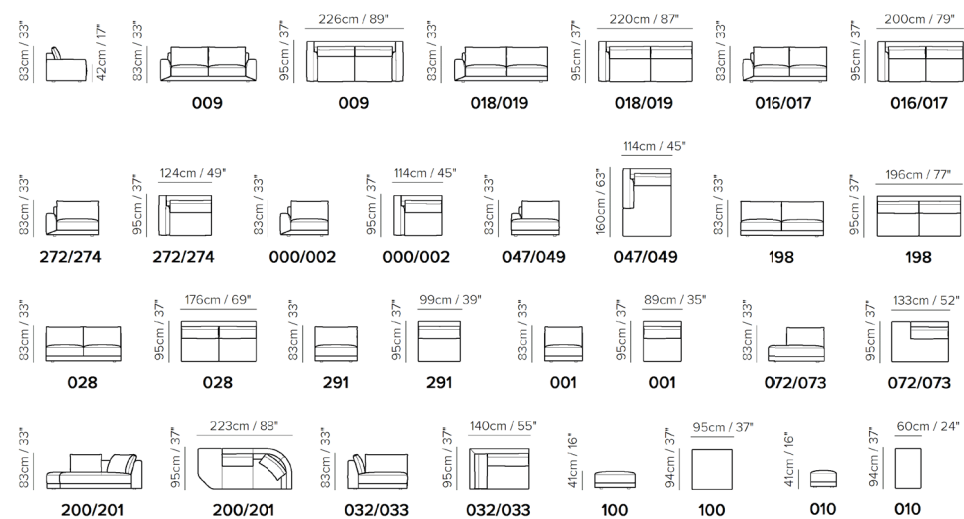 226cm / 89" 220cm / 87" 200cm / 79"
83cm / 33" 42cm / 17" 83cm / 33" 95cm / 37" 83cm / 33" 95cm / 37" 83cm / 33" 95cm / 37"
009 009 018/019 018/019 016/017 016/017
124cm / 49" 114cm / 45" 114cm / 45" 196cm / 77"
83cm / 33" 95cm / 37" 83cm / 33" 95cm / 37" 83cm / 33" 160cm / 63" 83cm / 33" 95cm / 37"
272/274 272/274 000/002 000/002 047/049 047/049 198 198
176cm / 69" 99cm / 39" 89cm / 35" 133cm / 52"
83cm / 33" 95cm / 37" 83cm / 33" 95cm / 37" 83cm / 33" 95cm / 37" 83cm / 33" 95cm / 37"
028 028 291 291 001 001 072/073 072/073
223cm / 88" 140cm / 55" 95cm / 37" 60cm / 24"
83cm / 33" 95cm / 37" 83cm / 33" 95cm / 37" 41cm / 16" 94cm / 37" 41cm / 16" 94cm / 37"
200/201 200/201 032/033 032/033 100 100 010 010